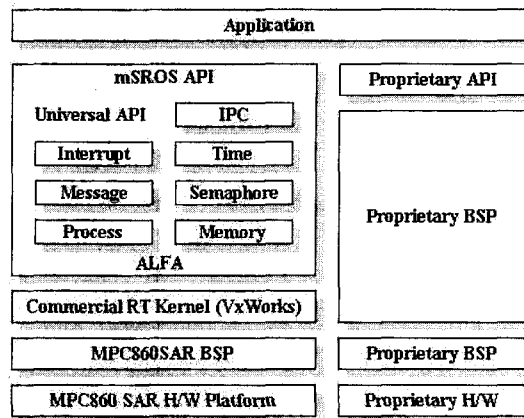 Application
mSROS API
Universal API
IPC
Interrupt
Time
Message
Semaphore
Process
Memory
ALFA
Commercial RT Kernel (VxWorks)
MPC860SAR BSP
MPC860 SAR H/W Platform
Proprietary API
Proprietary BSP
Proprietary BSP
Proprietary H/W